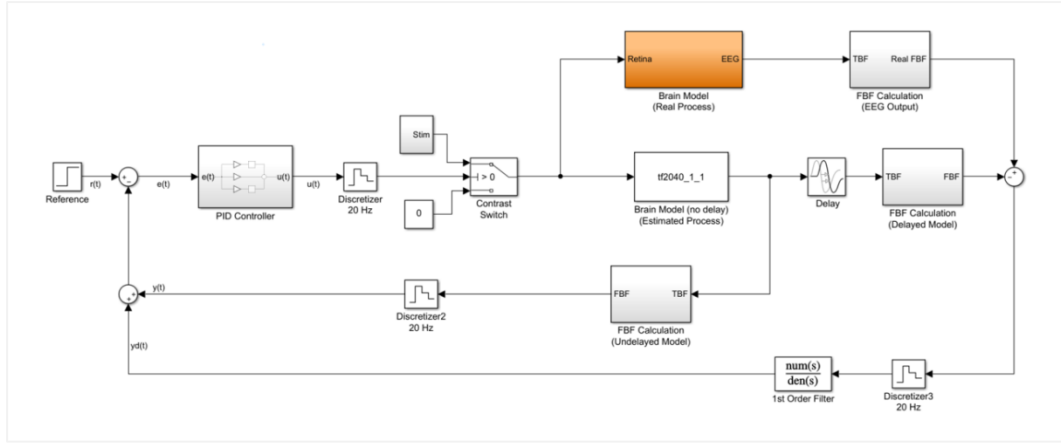 Retina EEG
Brain Model
(Real Process)
TBF Real FBF
FBF Calculation
(EEG Output)
Stim
Reference
r(t)
+
−
e(t)
e(t) u(t)
PID Controller
u(t)
Discretizer
20 Hz
> 0
0
Contrast
Switch
tf2040_1_1
Brain Model (no delay)
(Estimated Process)
Delay
TBF FBF
FBF Calculation
(Delayed Model)
+
−
y(t)
+
+
Discretizer2
20 Hz
FBF TBF
FBF Calculation
(Undelayed Model)
yd(t)
num(s)
den(s)
1st Order Filter
Discretizer3
20 Hz